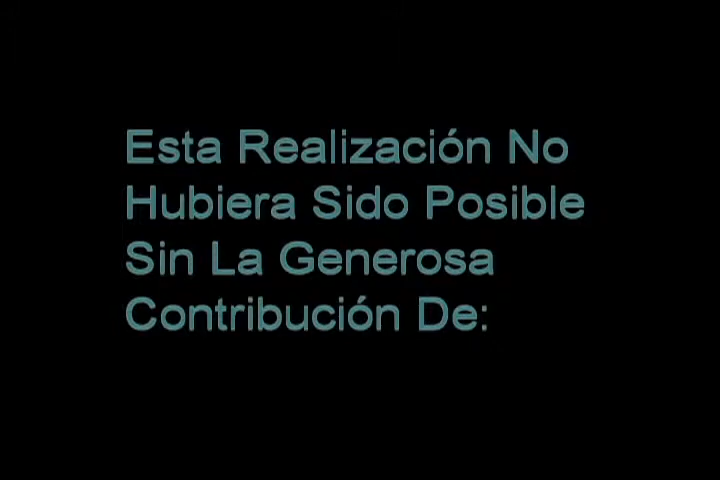 Esta Realización No
Hubiera Sido Posible
Sin La Generosa
Contribución De: